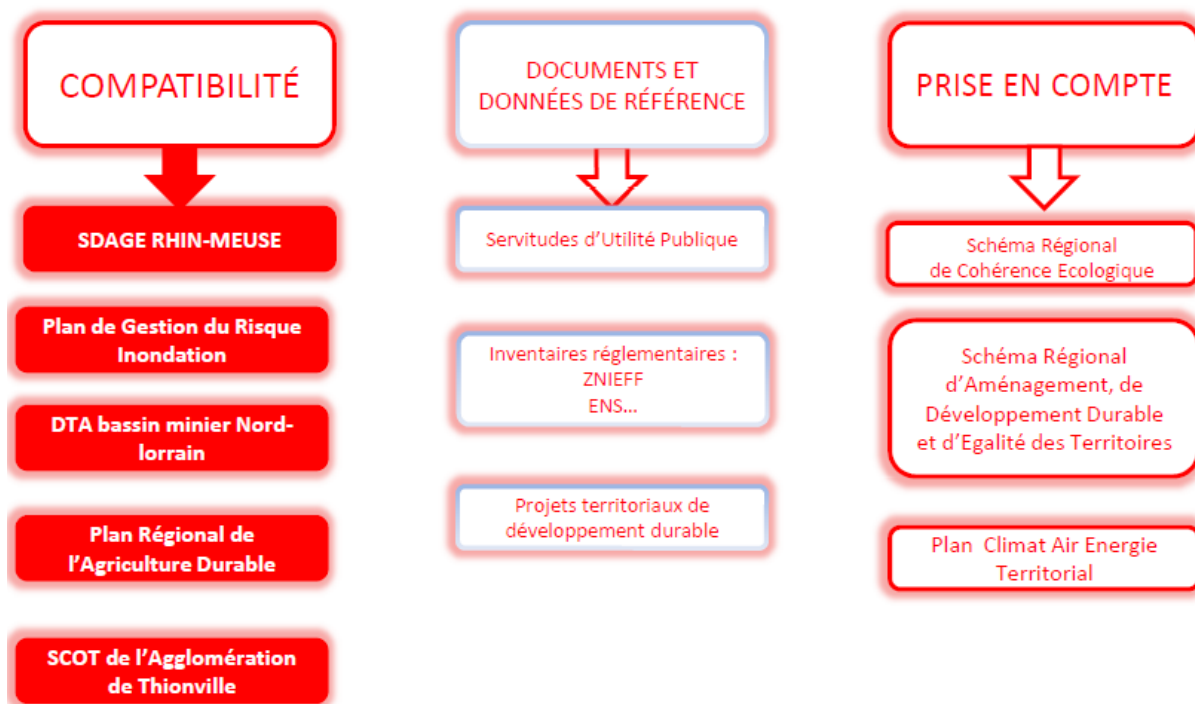 COMPATIBILITÉ
SDAGE RHIN-MEUSE
Plan de Gestion du Risque
Inondation
DTA bassin minier Nord-
lorrain
Plan Régional de
l’Agriculture Durable
SCOT de l’Agglomération
de Thionville
DOCUMENTS ET
DONNÉES DE RÉFÉRENCE
Servitudes d’Utilité Publique
Inventaires réglementaires :
ZNIEFF
ENS...
Projets territoriaux de
développement durable
PRISE EN COMPTE
Schéma Régional
de Cohérence Ecologique
Schéma Régional
d’Aménagement, de
Développement Durable
et d’Egalité des Territoires
Plan Climat Air Energie
Territorial